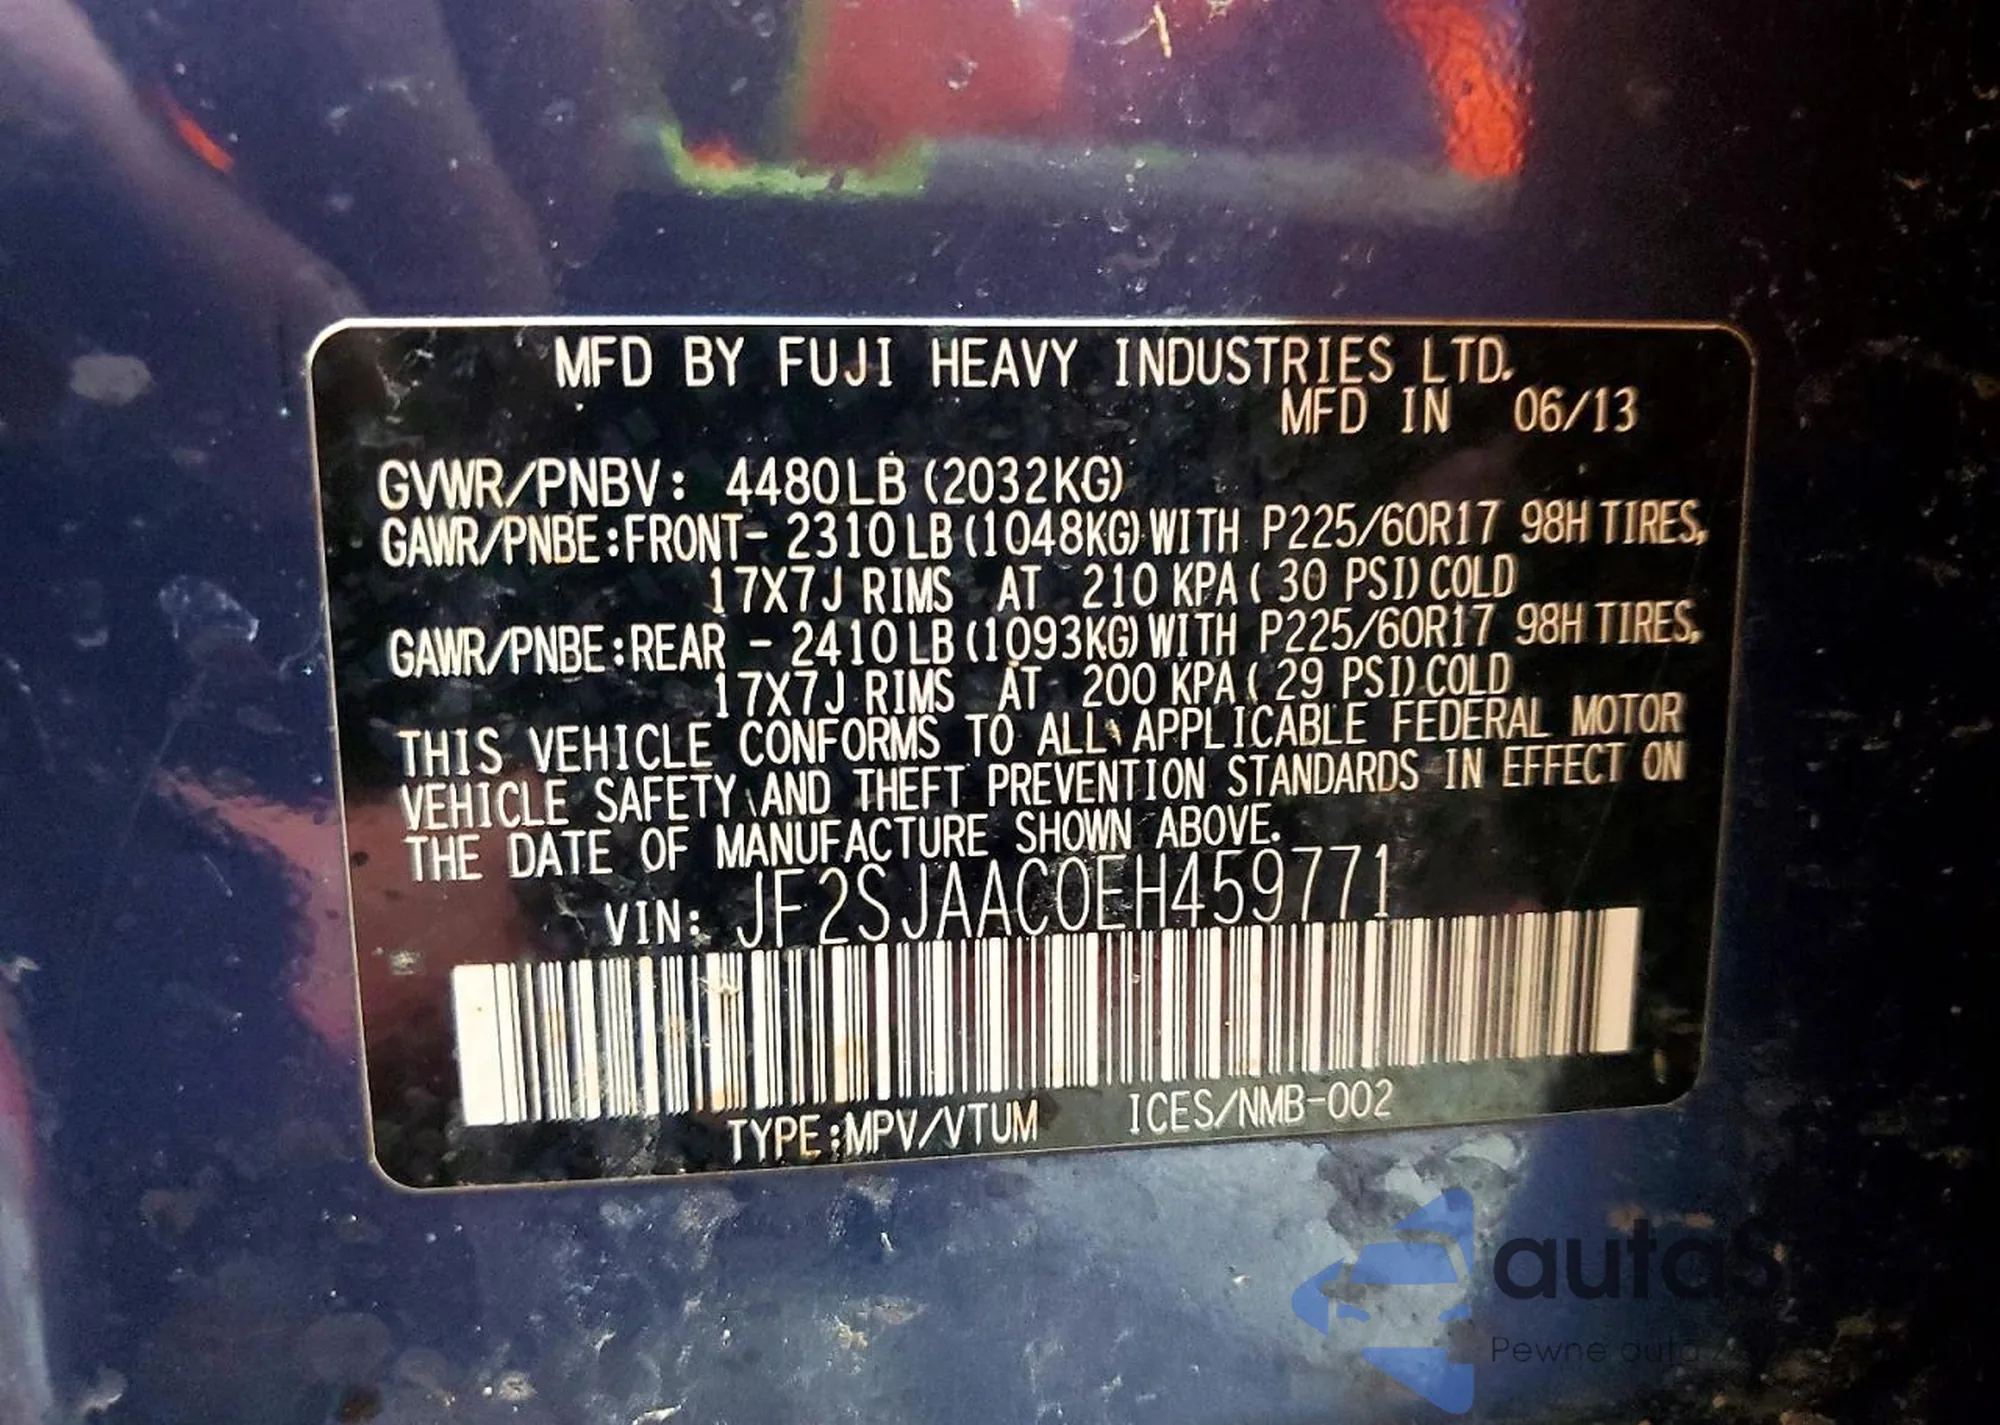 MFD BY FUJI HEAVY INDUSTRIES LTD.
MFD IN 06/13
GVWR/PNBV: 4480LB (2032KG)
GAWR/PNBE:FRONT- 2310LB (1048KG) WITH P225/60R17 98H TIRES,
17X7J RIMS AT 210 KPA ( 30 PSI) COLD
GAWR/PNBE:REAR - 2410LB (1093KG) WITH P225/60R17 98H TIRES,
17X7J RIMS AT 200 KPA ( 29 PSI) COLD
THIS VEHICLE CONFORMS TO ALL APPLICABLE FEDERAL MOTOR
VEHICLE SAFETY AND THEFT PREVENTION STANDARDS IN EFFECT ON
THE DATE OF MANUFACTURE SHOWN ABOVE.
VIN: JF2SJAAC0EH459771
TYPE:MPV/VTUM ICES/NMB-002
Pewne auto